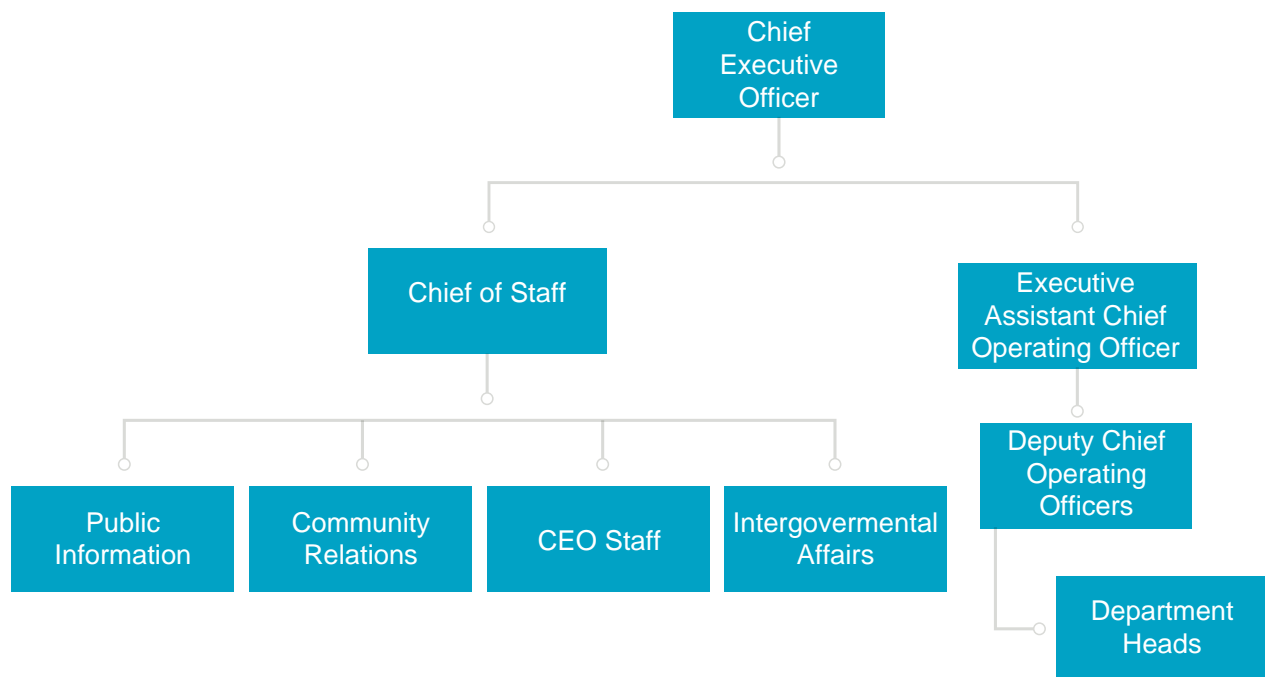 Chief
Executive
Officer
Chief of Staff
Executive
Assistant Chief
Operating Officer
Deputy Chief
Operating
Officers
Public
Information
Community
Relations
CEO Staff
Intergovermental
Affairs
Department
Heads